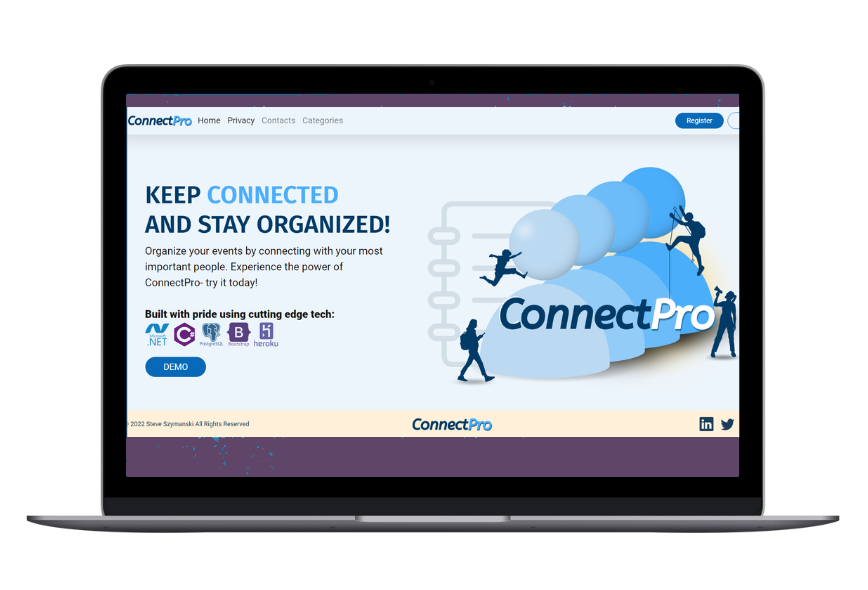 ConnectPro Home Privacy Contacts Categories Register
KEEP CONNECTED
AND STAY ORGANIZED!
Organize your events by connecting with your most
important people. Experience the power of
ConnectPro- try it today!
Built with pride using cutting edge tech:
Microsoft
.NET
C#
PostgreSQL
B
Bootstrap
heroku
DEMO
ConnectPro
© 2022 Steve Szymanski All Rights Reserved
ConnectPro
in